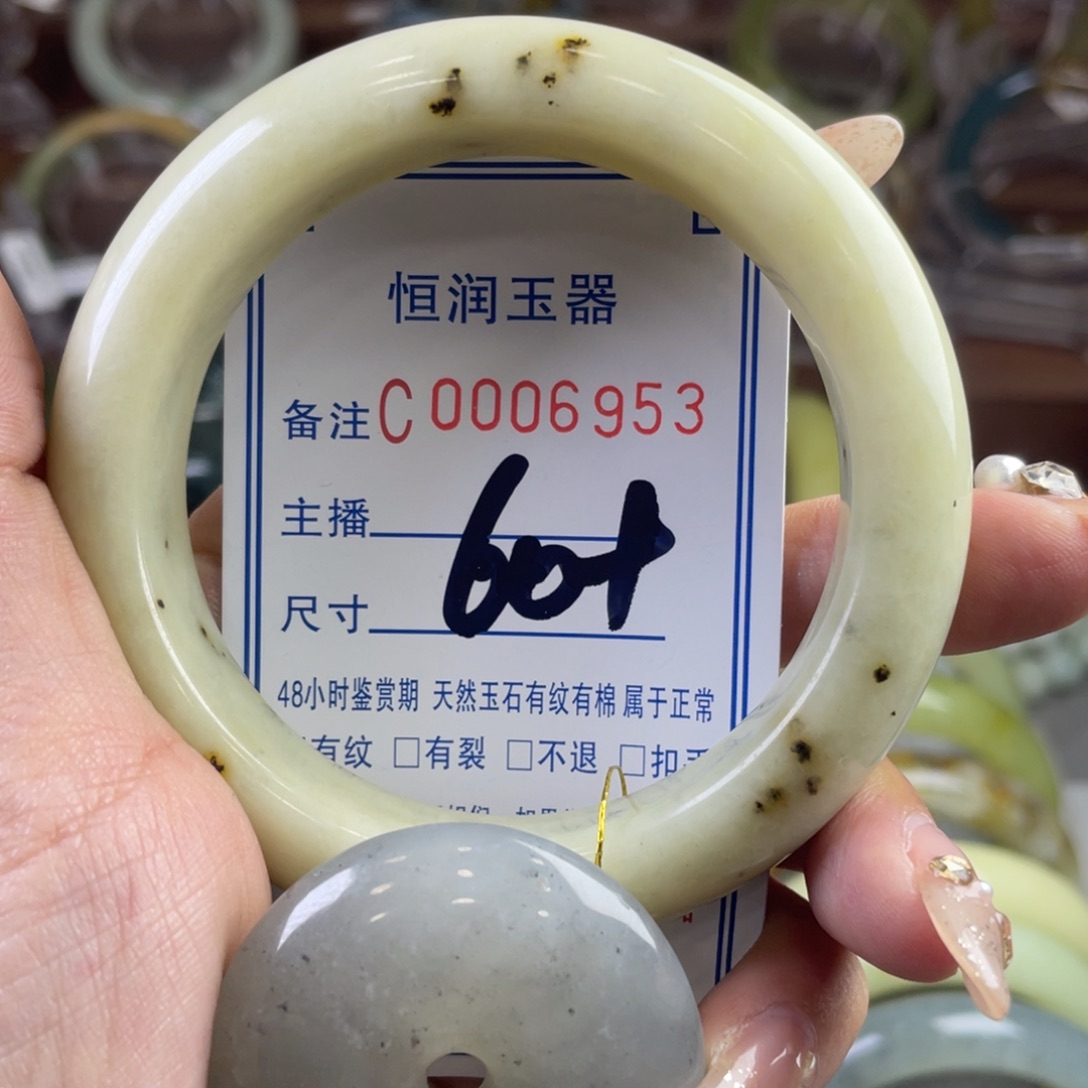 恒润玉器
备注C0006953
主播
60+
尺寸
48小时鉴赏期 天然玉石有纹有棉 属于正常
有纹 □有裂 □不退 □扣